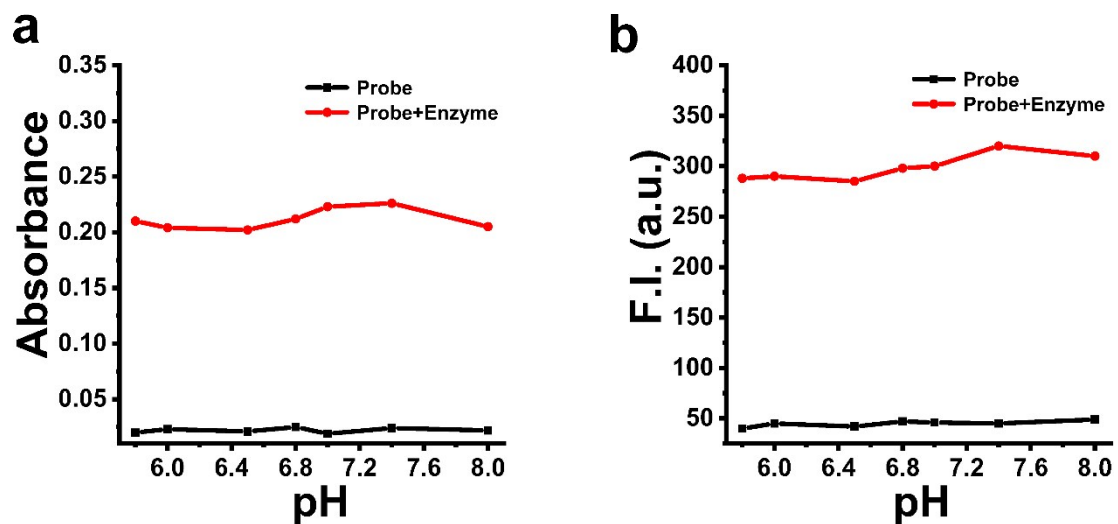 a
0.35
0.30
0.25
0.20
0.15
0.10
0.05
Absorbance
Probe
Probe+Enzyme
6.0 6.4 6.8 7.2 7.6 8.0
pH
b
400
350
300
250
200
150
100
50
F.I. (a.u.)
Probe
Probe+Enzyme
6.0 6.4 6.8 7.2 7.6 8.0
pH